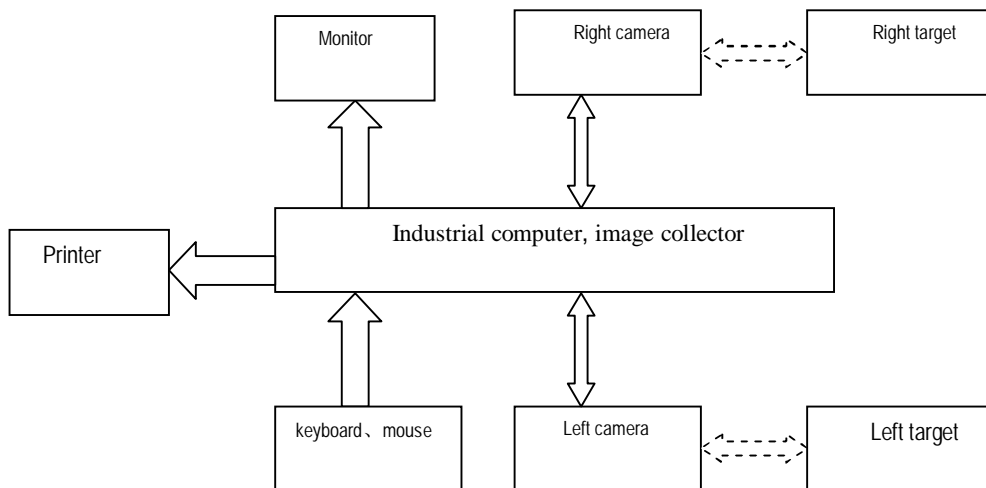 Monitor
Right camera
Right target
Industrial computer, image collector
Printer
keyboard、mouse
Left camera
Left target